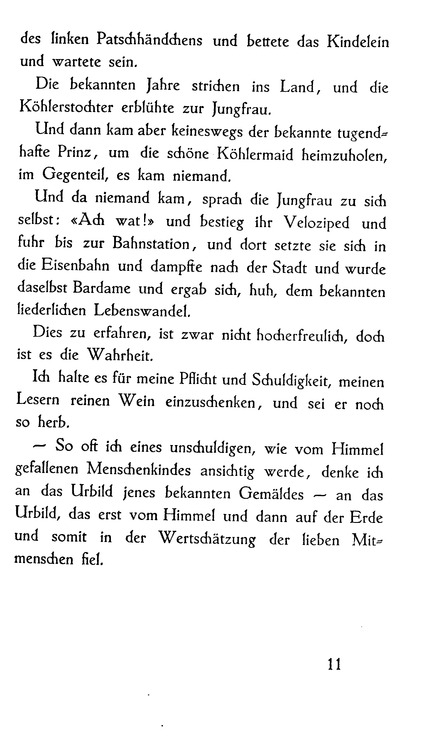 des linken Patschhändchens und bettete das Kindelein
und wartete sein.
Die bekannten Jahre strichen ins Land, und die
Köhlerstochter erblühte zur Jungfrau.
Und dann kam aber keineswegs der bekannte tugend-
hafte Prinz, um die schöne Köhlermaid heimzuholen,
im Gegenteil, es kam niemand.
Und da niemand kam, sprach die Jungfrau zu sich
selbst: «Ach wat!» und bestieg ihr Veloziped und
fuhr bis zur Bahnstation, und dort setzte sie sich in
die Eisenbahn und dampfte nach der Stadt und wurde
daselbst Bardame und ergab sich, huh, dem bekannten
liederlichen Lebenswandel.
Dies zu erfahren, ist zwar nicht hocherfreulich, doch
ist es die Wahrheit.
Ich halte es für meine Pflicht und Schuldigkeit, meinen
Lesern reinen Wein einzuschenken, und sei er noch
so herb.
— So oft ich eines unschuldigen, wie vom Himmel
gefallenen Menschenkindes ansichtig werde, denke ich
an das Urbild jenes bekannten Gemäldes — an das
Urbild, das erst vom Himmel und dann auf der Erde
und somit in der Wertschätzung der lieben Mit-
menschen fiel.
11